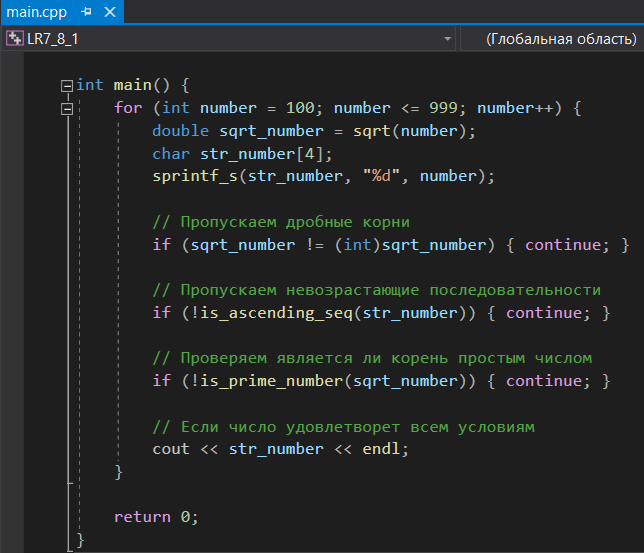 main.cpp
LR7_8_1 (Глобальная область)
int main() {
for (int number = 100; number <= 999; number++) {
double sqrt_number = sqrt(number);
char str_number[4];
sprintf_s(str_number, "%d", number);
// Пропускаем дробные корни
if (sqrt_number != (int)sqrt_number) { continue; }
// Пропускаем невозрастающие последовательности
if (!is_ascending_seq(str_number)) { continue; }
// Проверяем является ли корень простым числом
if (!is_prime_number(sqrt_number)) { continue; }
// Если число удовлетворет всем условиям
cout << str_number << endl;
}
return 0;
}